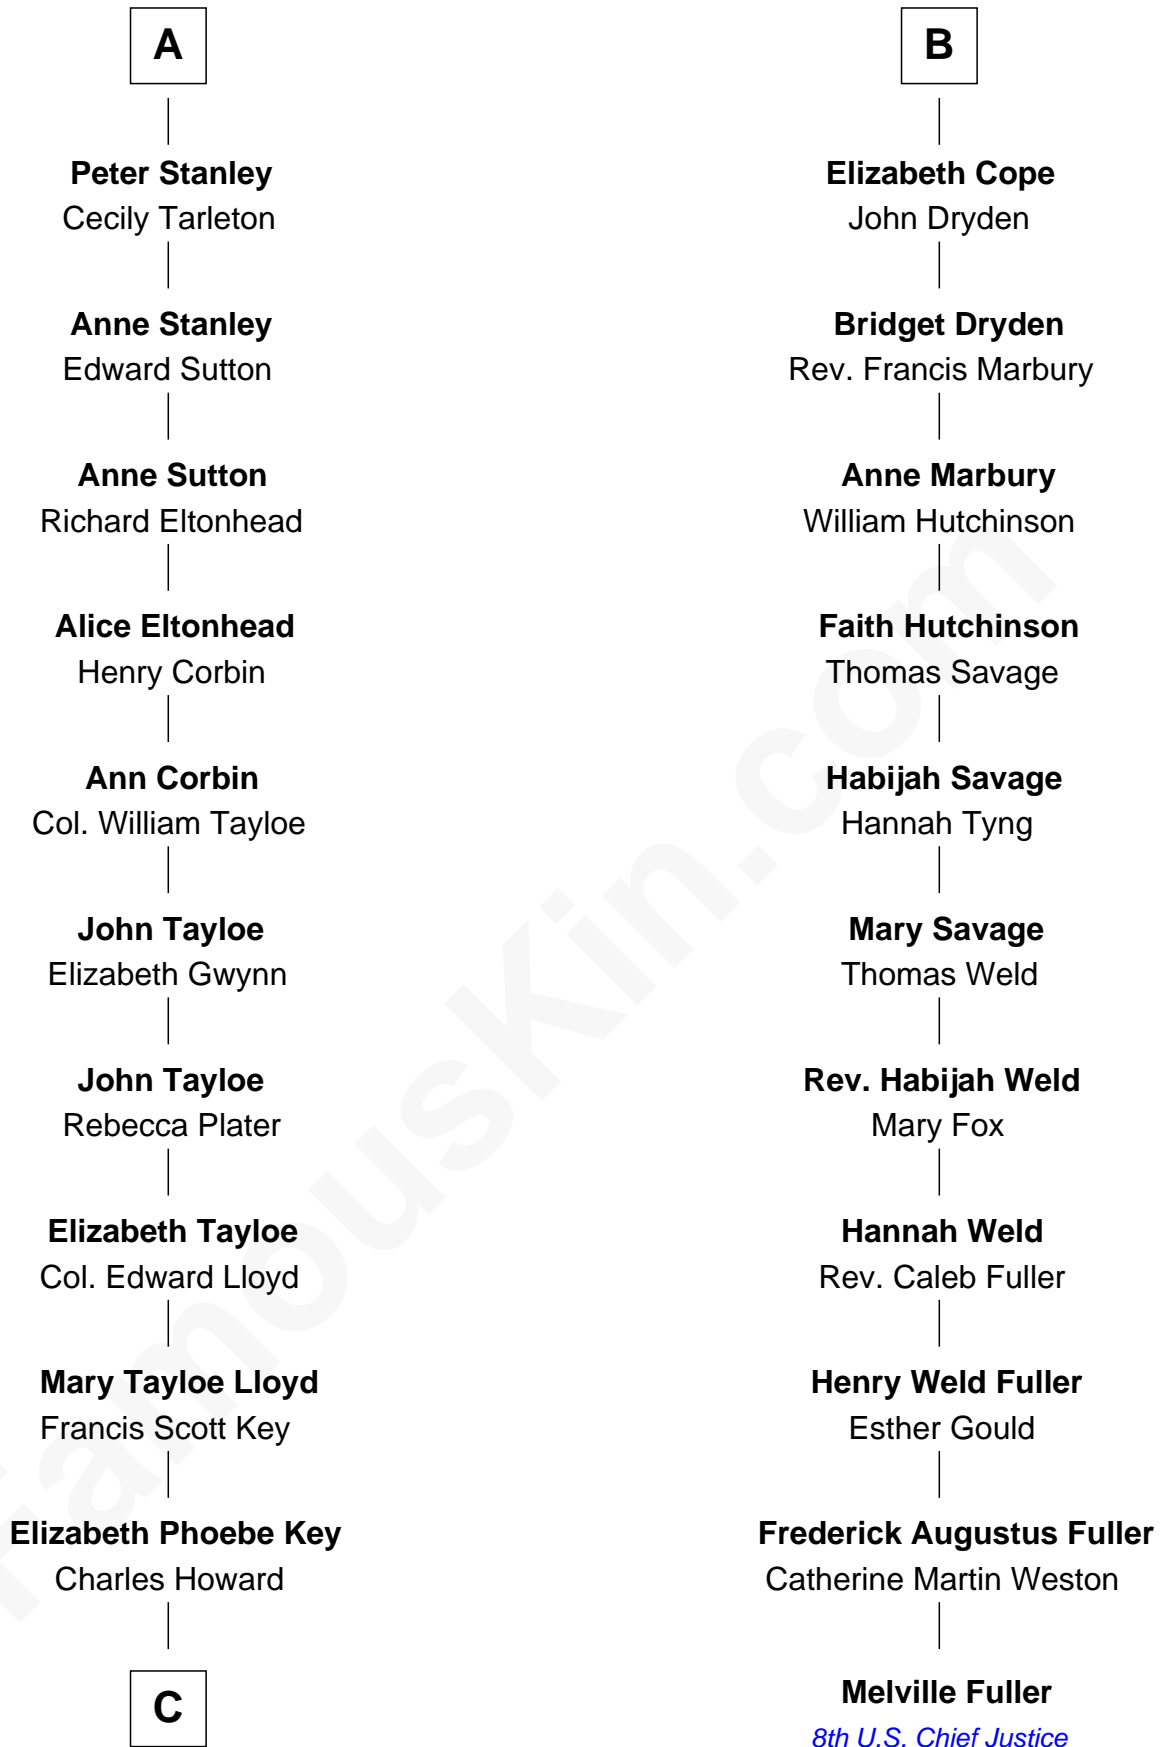 A
Peter Stanley
Cecily Tarleton
Anne Stanley
Edward Sutton
Anne Sutton
Richard Eltonhead
Alice Eltonhead
Henry Corbin
Ann Corbin
Col. William Tayloe
John Tayloe
Elizabeth Gwynn
John Tayloe
Rebecca Plater
Elizabeth Tayloe
Col. Edward Lloyd
Mary Tayloe Lloyd
Francis Scott Key
Elizabeth Phoebe Key
Charles Howard
C
B
Elizabeth Cope
John Dryden
Bridget Dryden
Rev. Francis Marbury
Anne Marbury
William Hutchinson
Faith Hutchinson
Thomas Savage
Habijah Savage
Hannah Tyng
Mary Savage
Thomas Weld
Rev. Habijah Weld
Mary Fox
Hannah Weld
Rev. Caleb Fuller
Henry Weld Fuller
Esther Gould
Frederick Augustus Fuller
Catherine Martin Weston
Melville Fuller
8th U.S. Chief Justice
FamousKin.com